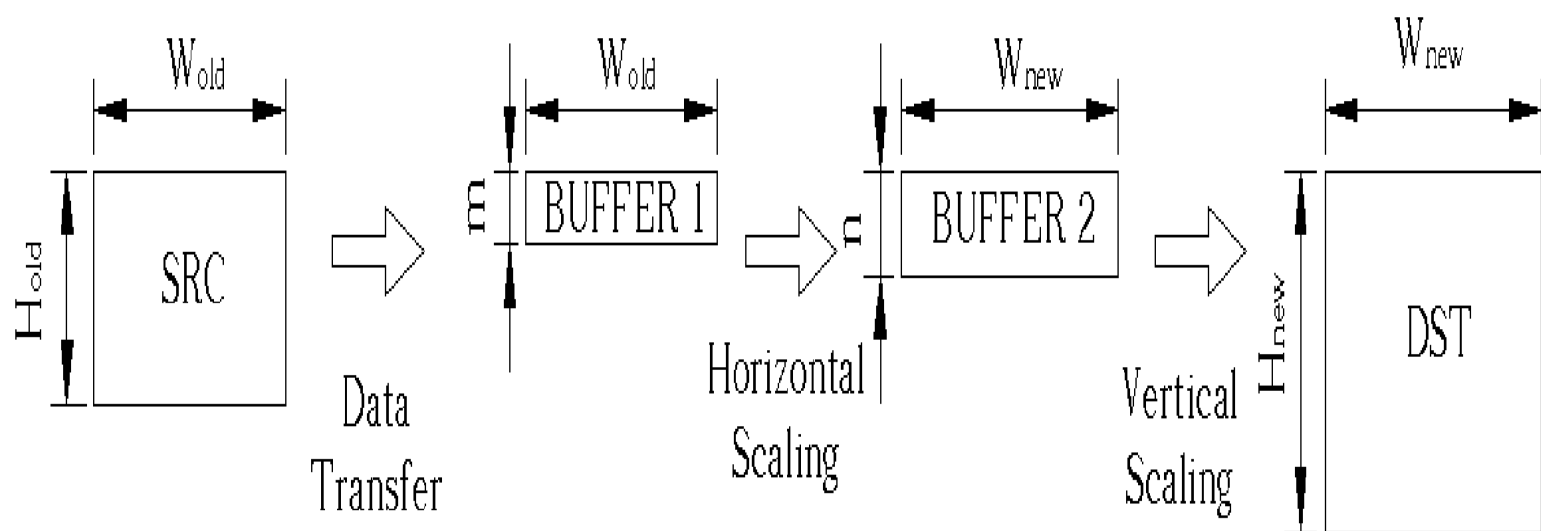 W_old
W_old
W_new
W_new
H_old
SRC
m
BUFFER 1
n
BUFFER 2
H_new
DST
Data
Transfer
Horizontal
Scaling
Vertical
Scaling